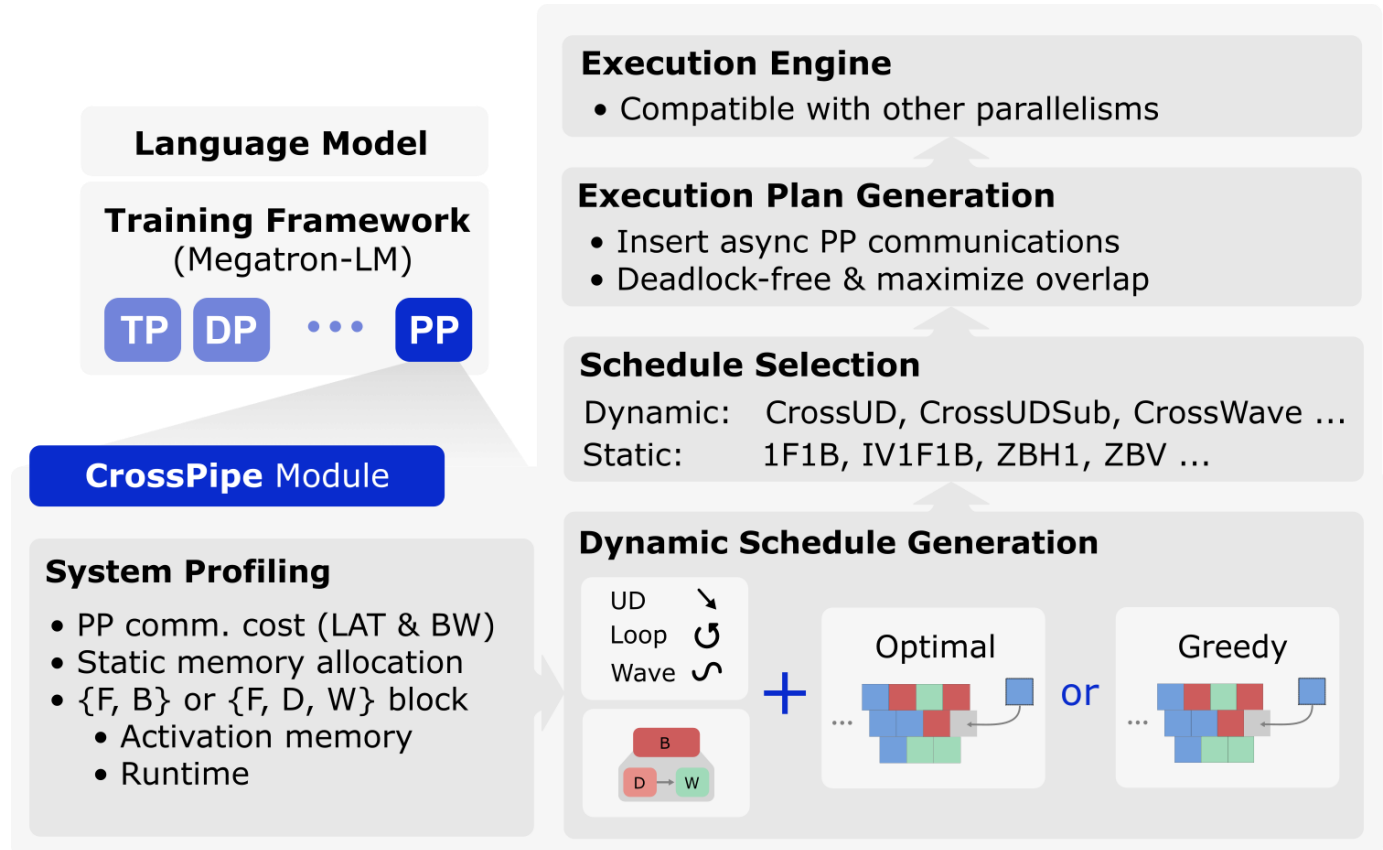 Language Model
Training Framework
(Megatron-LM)
TP DP ... PP
CrossPipe Module
System Profiling
• PP comm. cost (LAT & BW)
• Static memory allocation
• {F, B} or {F, D, W} block
• Activation memory
• Runtime
Execution Engine
• Compatible with other parallelisms
Execution Plan Generation
• Insert async PP communications
• Deadlock-free & maximize overlap
Schedule Selection
Dynamic: CrossUD, CrossUDSub, CrossWave ...
Static: 1F1B, IV1F1B, ZBH1, ZBV ...
Dynamic Schedule Generation
UD
Loop
Wave
B
D W
+
Optimal
...
or
Greedy
...